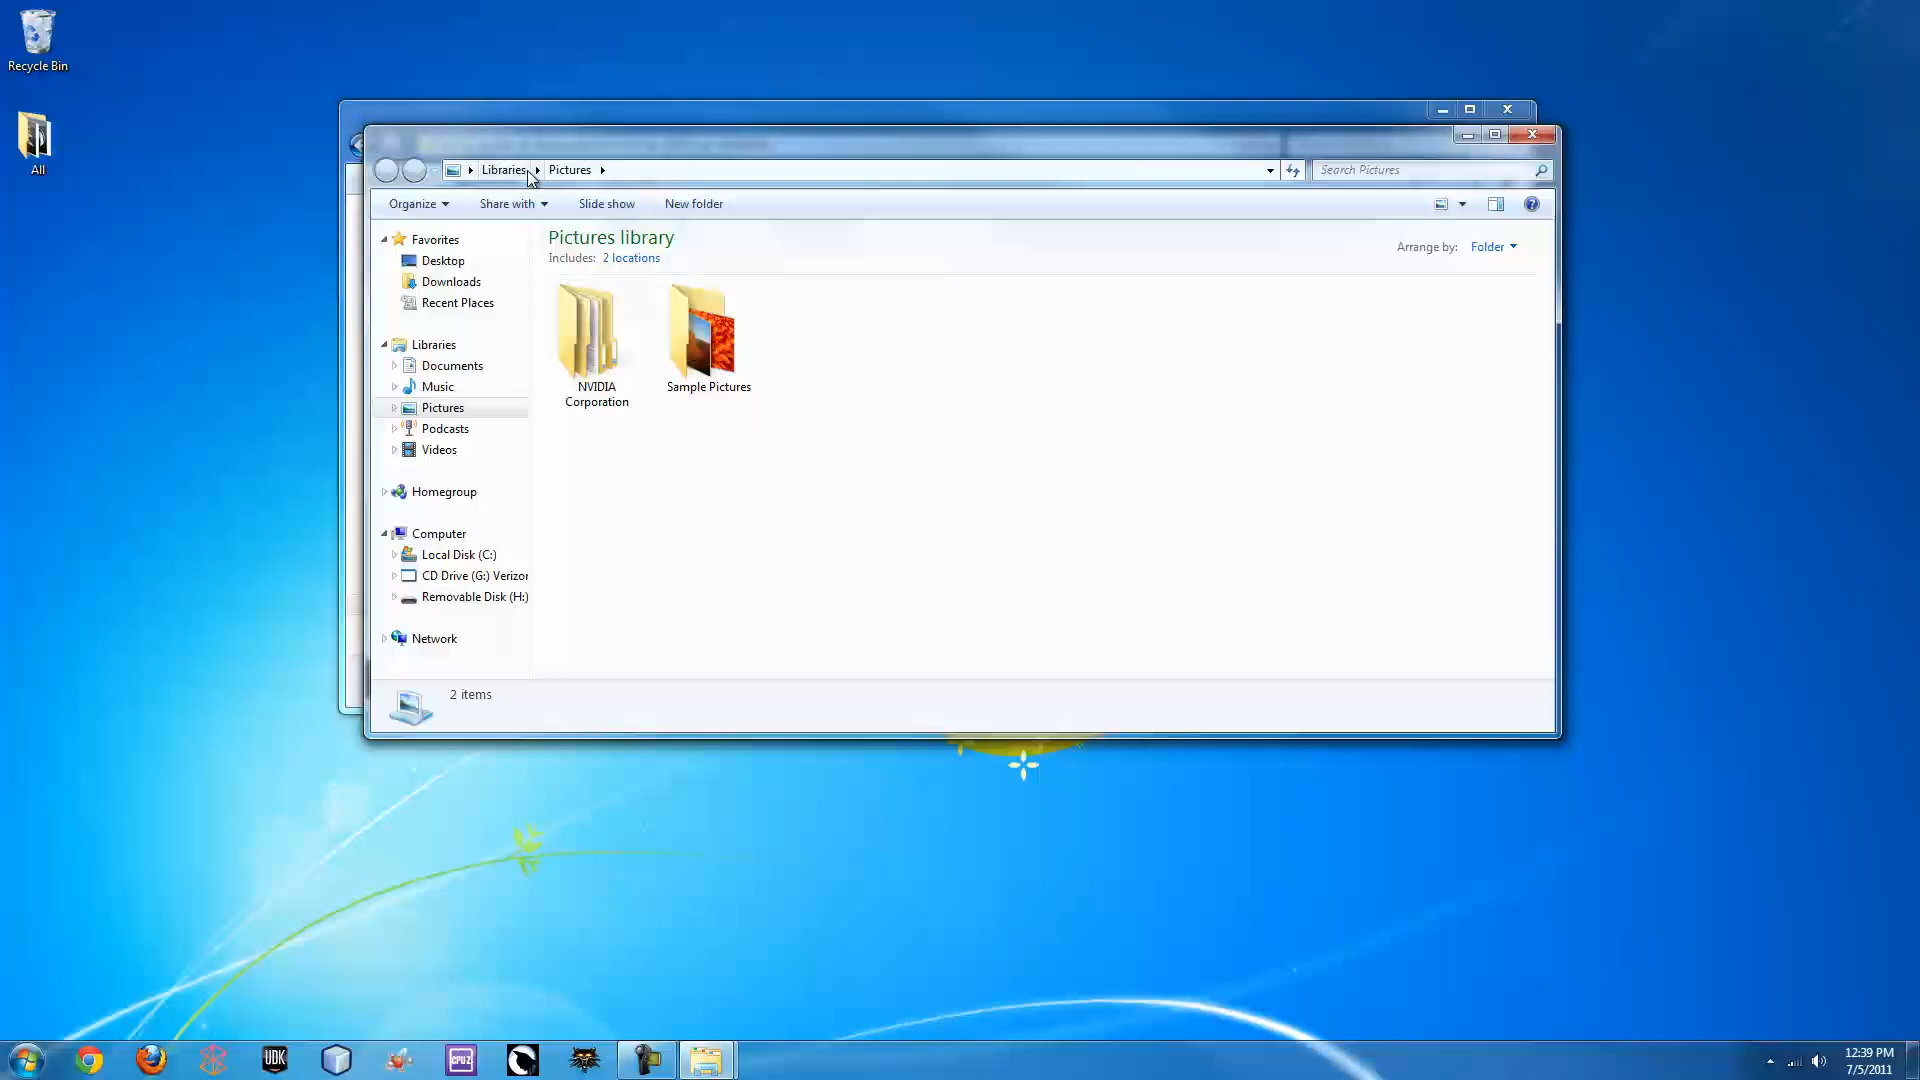 Recycle Bin
All
Libraries
Pictures
Search Pictures
Organize
Share with
Slide show
New folder
Favorites
Desktop
Downloads
Recent Places
Libraries
Documents
Music
Pictures
Podcasts
Videos
Homegroup
Computer
Local Disk (C:)
CD Drive (G:) Verizor
Removable Disk (H:)
Network
Pictures library
Includes: 2 locations
Arrange by: Folder
NVIDIA
Corporation
Sample Pictures
2 items
UDK
CPU-Z
12:39 PM
7/5/2011